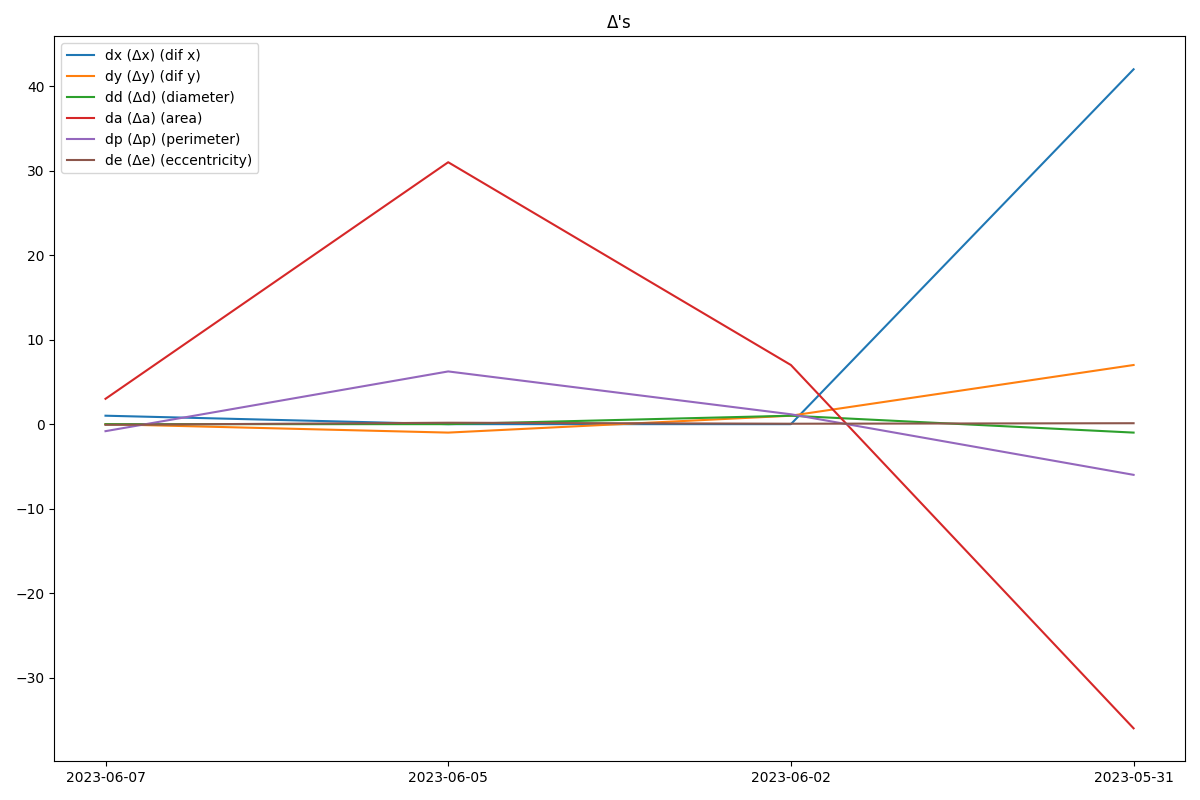 Δ's
dx (Δx) (dif x)
dy (Δy) (dif y)
dd (Δd) (diameter)
da (Δa) (area)
dp (Δp) (perimeter)
de (Δe) (eccentricity)
40
30
20
10
0
−10
−20
−30
2023-06-07 2023-06-05 2023-06-02 2023-05-31